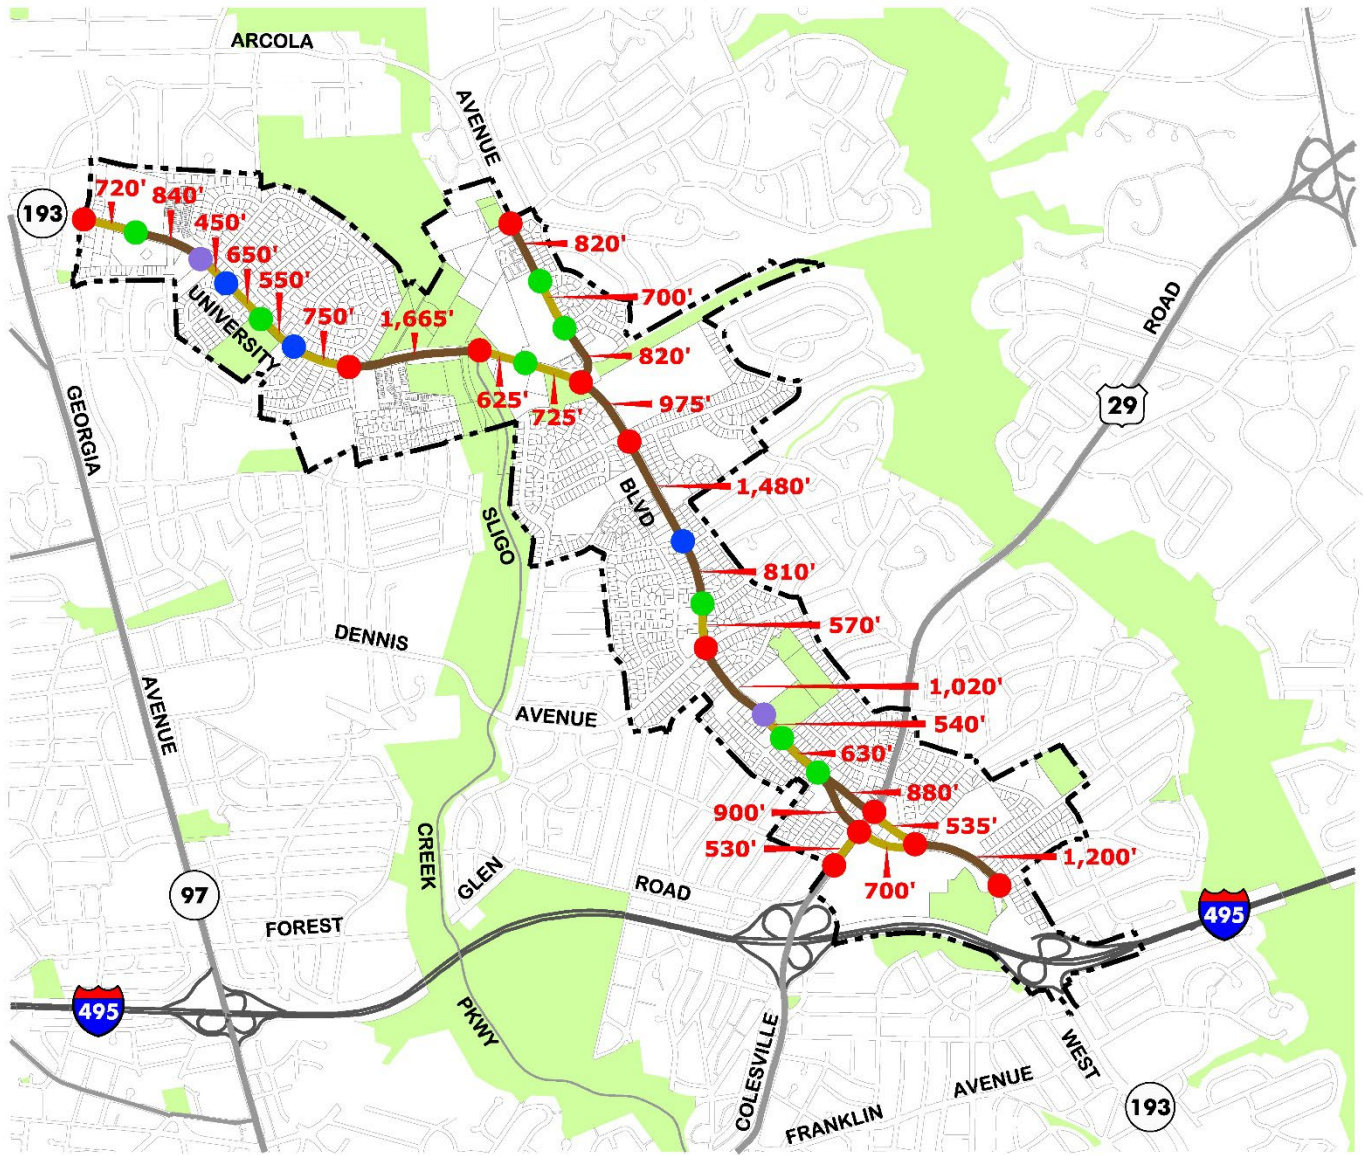 ARCOLA
AVENUE
193
720'
840'
450'
650'
550'
750'
1,665'
UNIVERSITY
820'
700'
820'
625'
725'
975'
ROAD
29
GEORGIA
1,480'
BLVD
SLIGO
810'
570'
DENNIS
AVENUE
AVENUE
1,020'
540'
630'
880'
900'
535'
530'
700'
1,200'
CREEK
GLEN
ROAD
97
FOREST
495
495
PKWY
COLESVILLE
WEST
FRANKLIN
AVENUE
193